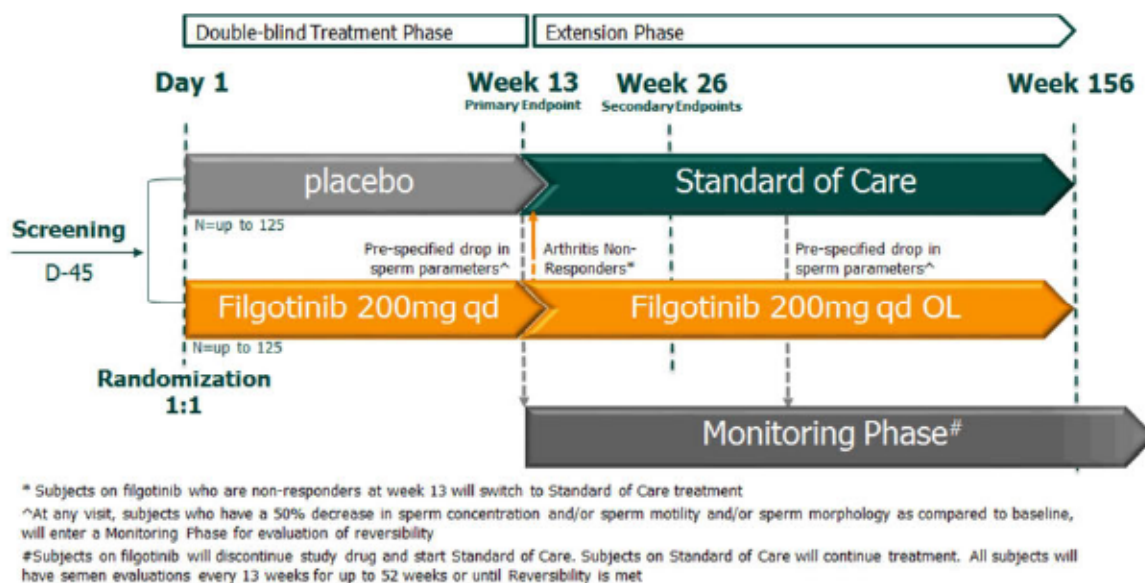 Double-blind Treatment Phase
Extension Phase
Day 1
Week 13
Primary Endpoint
Week 26
Secondary Endpoints
Week 156
placebo
Standard of Care
N=up to 125
Screening
D-45
Pre-specified drop in
sperm parameters^
Arthritis Non-
Responders*
Pre-specified drop in
sperm parameters^
Filgotinib 200mg qd
Filgotinib 200mg qd OL
N=up to 125
Randomization
1:1
Monitoring Phase#
* Subjects on filgotinib who are non-responders at week 13 will switch to Standard of Care treatment
^At any visit, subjects who have a 50% decrease in sperm concentration and/or sperm motility and/or sperm morphology as compared to baseline,
will enter a Monitoring Phase for evaluation of reversibility
#Subjects on filgotinib will discontinue study drug and start Standard of Care. Subjects on Standard of Care will continue treatment. All subjects will
have semen evaluations every 13 weeks for up to 52 weeks or until Reversibility is met